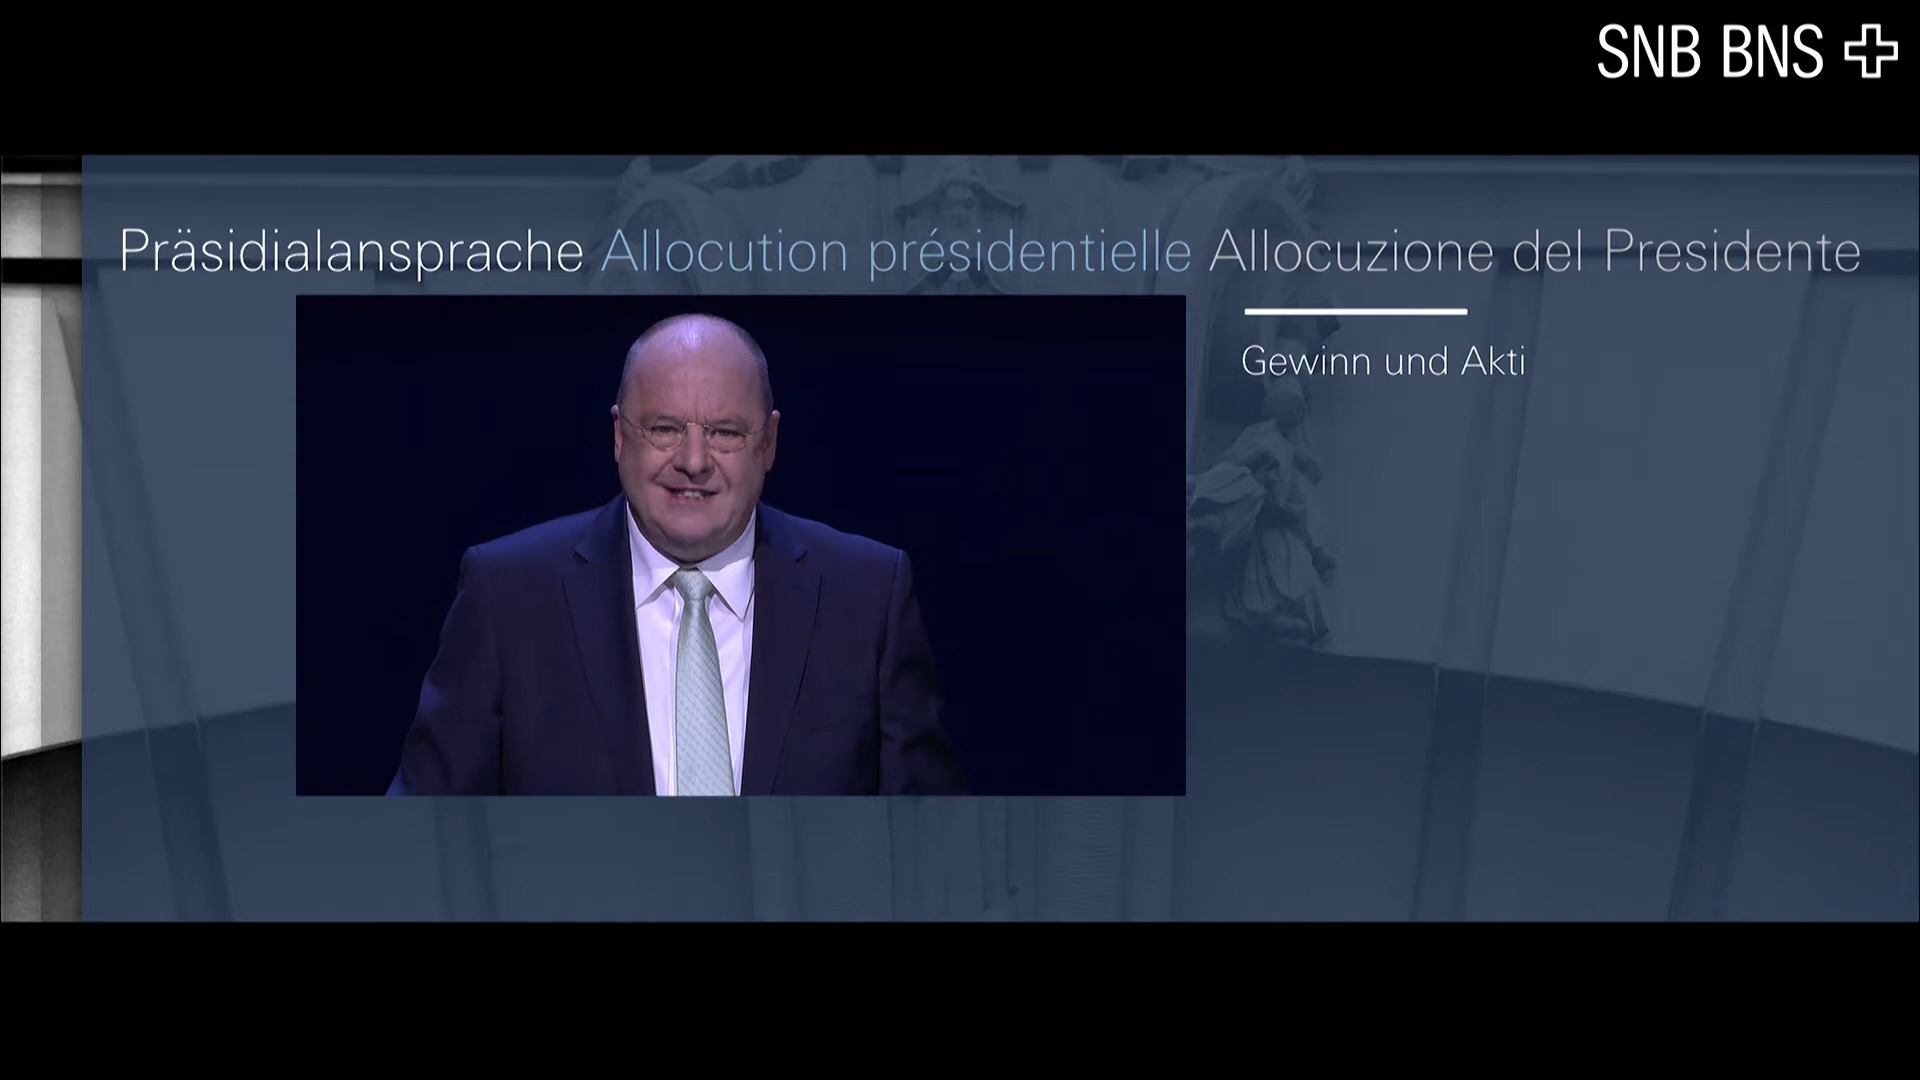 SNB BNS
Präsidialansprache Allocution présidentielle Allocuzione del Presidente
Gewinn und Akti